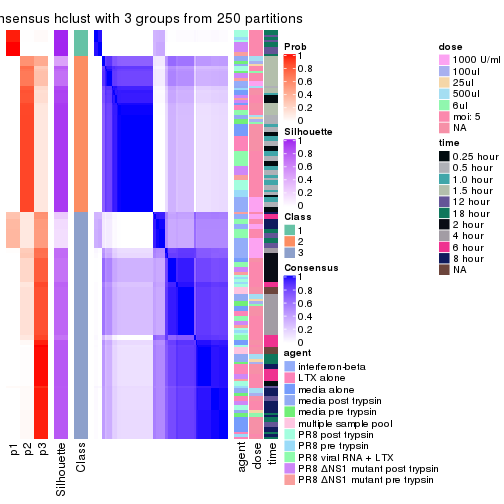 nsensus hclust with 3 groups from 250 partitions
Prob
1
0.8
0.6
0.4
0.2
0
Silhouette
1
0.8
0.6
0.4
0.2
0
Class
1
2
3
Consensus
1
0.8
0.6
0.4
0.2
0
agent
interferon-beta
LTX alone
media alone
media post trypsin
media pre trypsin
multiple sample pool
PR8 post trypsin
PR8 pre trypsin
PR8 viral RNA + LTX
PR8 ΔNS1 mutant post trypsin
PR8 ΔNS1 mutant pre trypsin
dose
1000 U/ml
100ul
25ul
500ul
6ul
moi: 5
NA
time
0.25 hour
0.5 hour
1.0 hour
1.5 hour
12 hour
18 hour
2 hour
4 hour
6 hour
8 hour
NA
p1
p2
p3
Silhouette
Class
agent
dose
time